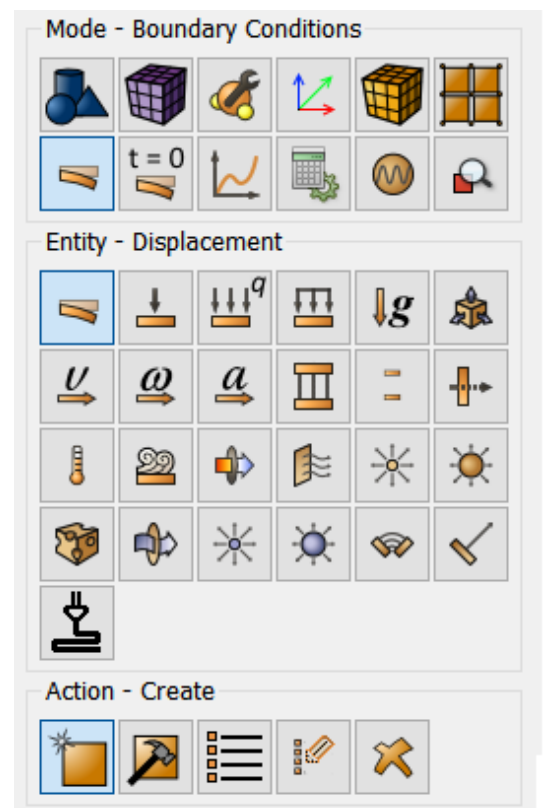 Mode - Boundary Conditions
t = 0
Entity - Displacement
q
g
υ ω a
Action - Create